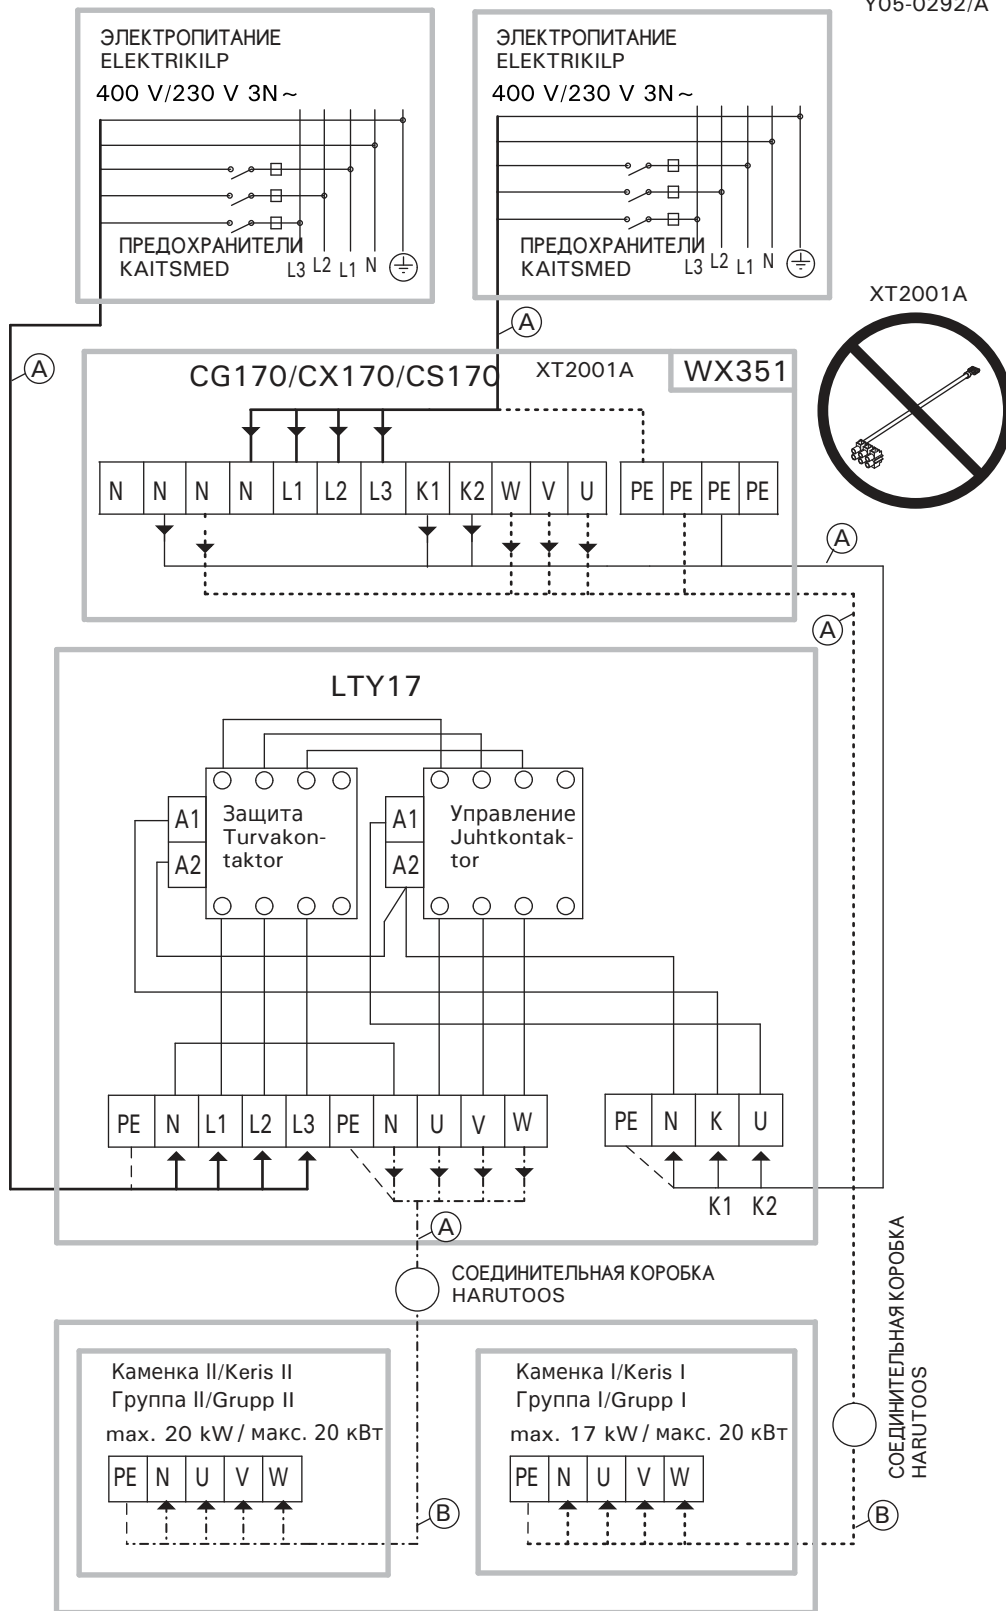 Y05-0292/A
ЭЛЕКТРОПИТАНИЕ
ELEKTRIKILP
400 V/230 V 3N~
ПРЕДОХРАНИТЕЛИ
KAITSMED
L3 L2 L1 N
ЭЛЕКТРОПИТАНИЕ
ELEKTRIKILP
400 V/230 V 3N~
ПРЕДОХРАНИТЕЛИ
KAITSMED
L3 L2 L1 N
XT2001A
A
A
CG170/CX170/CS170
XT2001A
WX351
N N N N L1 L2 L3 K1 K2 W V U PE PE PE PE
A
A
LTY17
A1
A2
Защита
Turvakon-
taktor
A1
A2
Управление
Juhtkontak-
tor
PE N L1 L2 L3 PE N U V W
PE N K U
K1 K2
A
СОЕДИНИТЕЛЬНАЯ КОРОБКА
HARUTOOS
СОЕДИНИТЕЛЬНАЯ КОРОБКА
HARUTOOS
Каменка II/Keris II
Группа II/Grupp II
max. 20 kW/ макс. 20 кВт
PE N U V W
B
Каменка I/Keris I
Группа I/Grupp I
max. 17 kW/ макс. 20 кВт
PE N U V W
B